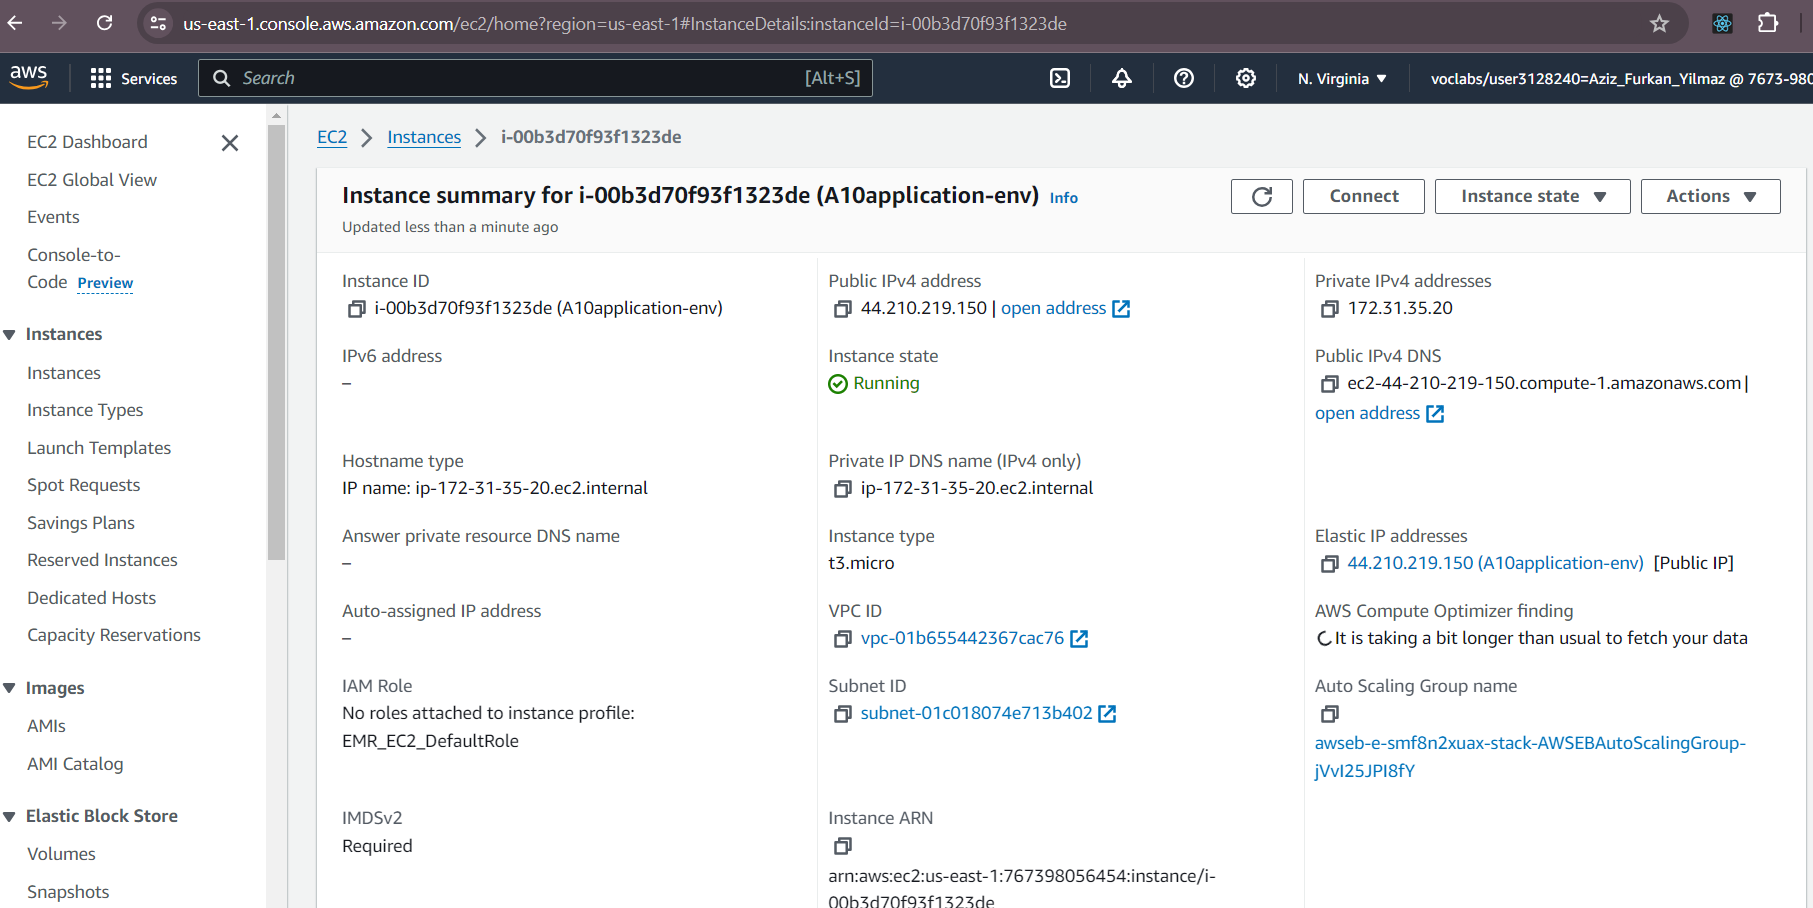 us-east-1.console.aws.amazon.com/ec2/home?region=us-east-1#InstanceDetails:instanceId=i-00b3d70f93f1323de
aws
Services
Search
[Alt+S]
N. Virginia
voclabs/user3128240=Aziz_Furkan_Yilmaz @ 7673-980
EC2 Dashboard
EC2 Global View
Events
Console-to-
Code Preview
Instances
Instances
Instance Types
Launch Templates
Spot Requests
Savings Plans
Reserved Instances
Dedicated Hosts
Capacity Reservations
Images
AMIs
AMI Catalog
Elastic Block Store
Volumes
Snapshots
EC2 > Instances > i-00b3d70f93f1323de
Instance summary for i-00b3d70f93f1323de (A10application-env) Info
Updated less than a minute ago
Connect
Instance state
Actions
Instance ID
i-00b3d70f93f1323de (A10application-env)
Public IPv4 address
44.210.219.150 | open address
Private IPv4 addresses
172.31.35.20
IPv6 address
–
Instance state
Running
Public IPv4 DNS
ec2-44-210-219-150.compute-1.amazonaws.com |
open address
Hostname type
IP name: ip-172-31-35-20.ec2.internal
Private IP DNS name (IPv4 only)
ip-172-31-35-20.ec2.internal
Answer private resource DNS name
–
Instance type
t3.micro
Elastic IP addresses
44.210.219.150 (A10application-env) [Public IP]
Auto-assigned IP address
–
VPC ID
vpc-01b655442367cac76
AWS Compute Optimizer finding
It is taking a bit longer than usual to fetch your data
IAM Role
No roles attached to instance profile:
EMR_EC2_DefaultRole
Subnet ID
subnet-01c018074e713b402
Auto Scaling Group name
awseb-e-smf8n2xuax-stack-AWSEBAutoScalingGroup-
jVvI25JPI8fY
IMDSv2
Required
Instance ARN
arn:aws:ec2:us-east-1:767398056454:instance/i-
00b3d70f93f1323de